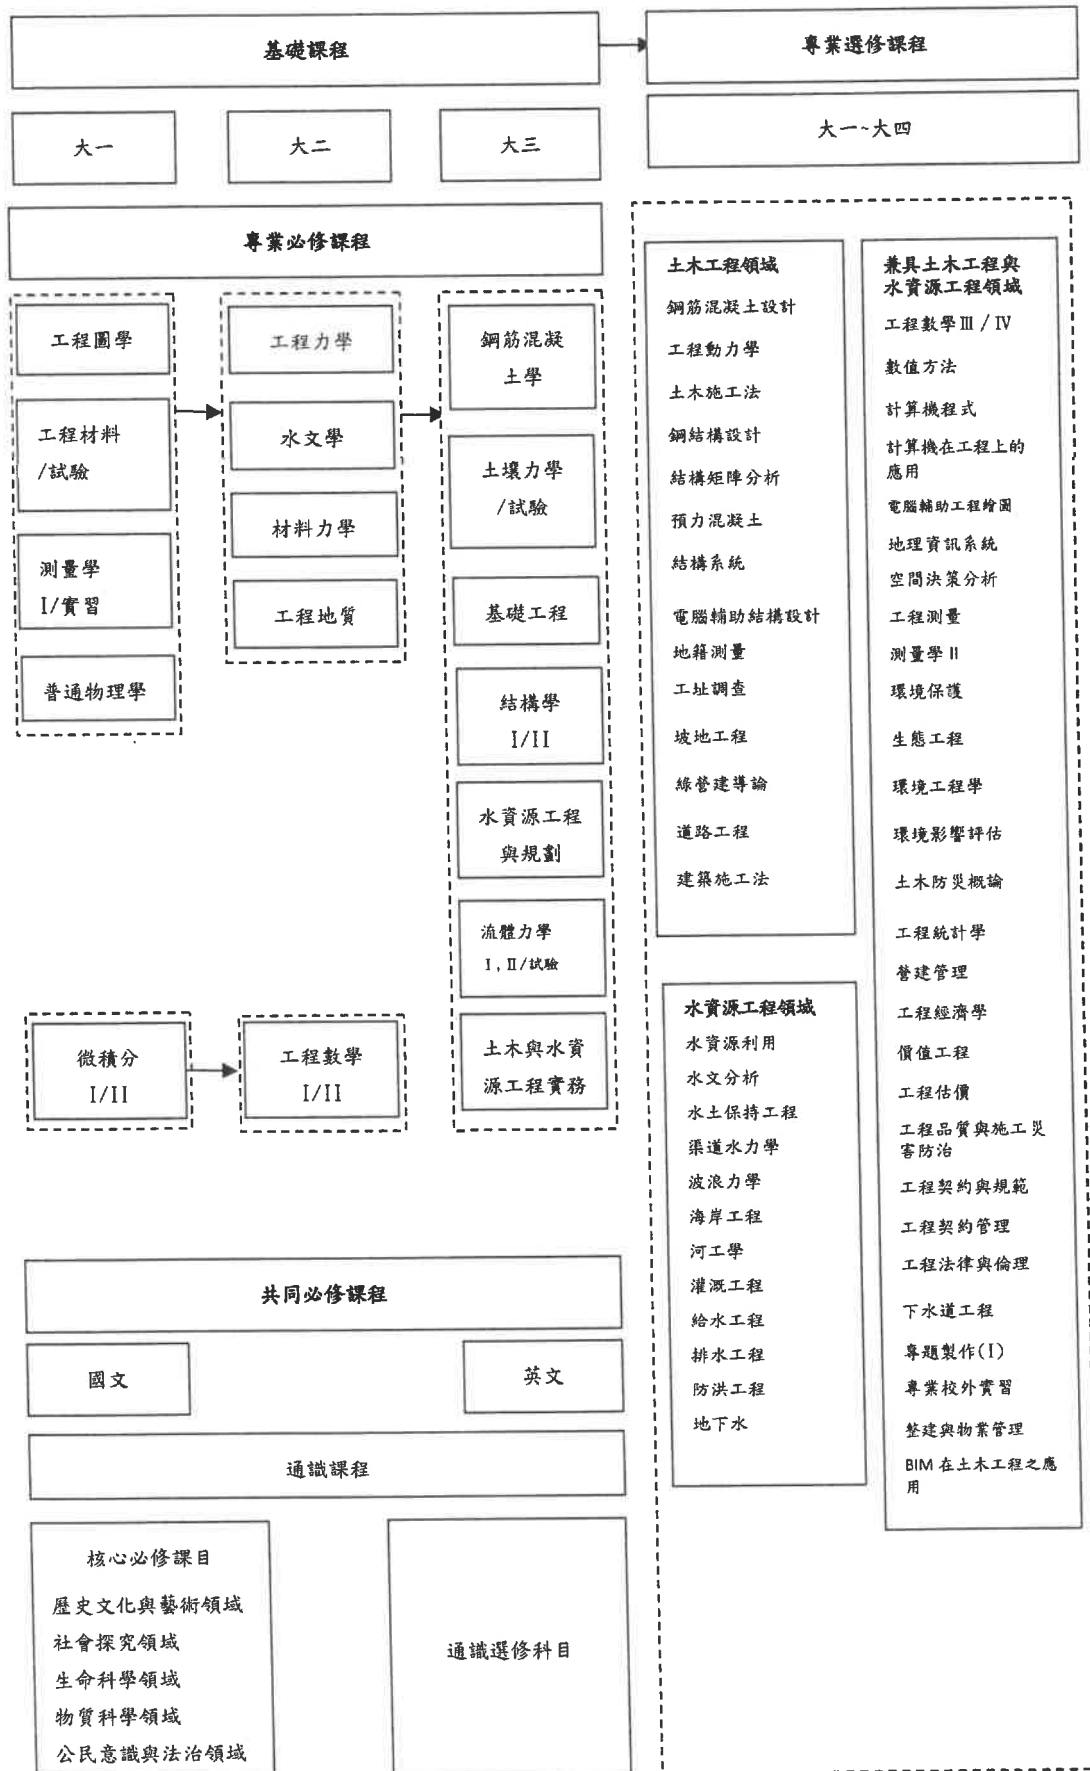 基礎課程
專業選修課程
大一
大二
大三
大一~大四
專業必修課程
工程圖學
工程材料
/試驗
測量學
I/實習
普通物理學
工程力學
水文學
材料力學
工程地質
鋼筋混凝
土學
土壤力學
/試驗
基礎工程
結構學
I/II
水資源工程
與規劃
流體力學
I,II/試驗
土木與水資
源工程實務
微積分
I/II
工程數學
I/II
土木工程領域
鋼筋混凝土設計
工程動力學
土木施工法
鋼結構設計
結構矩陣分析
預力混凝土
結構系統
電腦輔助結構設計
地籍測量
工址調查
坡地工程
綠營建導論
道路工程
建築施工法
水資源工程領域
水資源利用
水文分析
水土保持工程
渠道水力學
波浪力學
海岸工程
河工學
灌溉工程
給水工程
排水工程
防洪工程
地下水
兼具土木工程與
水資源工程領域
工程數學Ⅲ/Ⅳ
數值方法
計算機程式
計算機在工程上的
應用
電腦輔助工程繪圖
地理資訊系統
空間決策分析
工程測量
測量學 II
環境保護
生態工程
環境工程學
環境影響評估
土木防災概論
工程統計學
營建管理
工程經濟學
價值工程
工程估價
工程品質與施工災
害防治
工程契約與規範
工程契約管理
工程法律與倫理
下水道工程
專題製作(I)
專業校外實習
整建與物業管理
BIM 在土木工程之應
用
共同必修課程
國文
英文
通識課程
核心必修課目
歷史文化與藝術領域
社會探究領域
生命科學領域
物質科學領域
公民意識與法治領域
通識選修科目